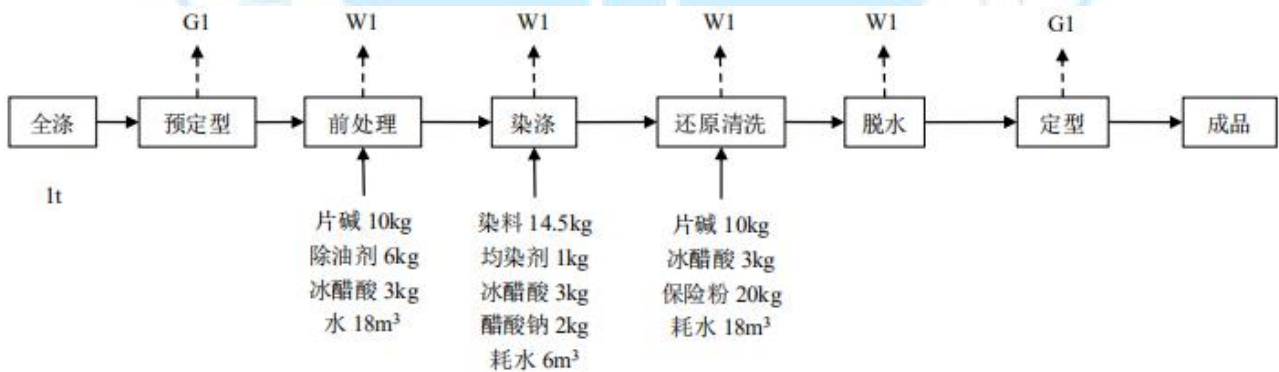 G1 W1 W1 W1 W1 G1
全涤 预定型 前处理 染涤 还原清洗 脱水 定型 成品
1t
片碱 10kg
除油剂 6kg
冰醋酸 3kg
水 18m³
染料 14.5kg
均染剂 1kg
冰醋酸 3kg
醋酸钠 2kg
耗水 6m³
片碱 10kg
冰醋酸 3kg
保险粉 20kg
耗水 18m³